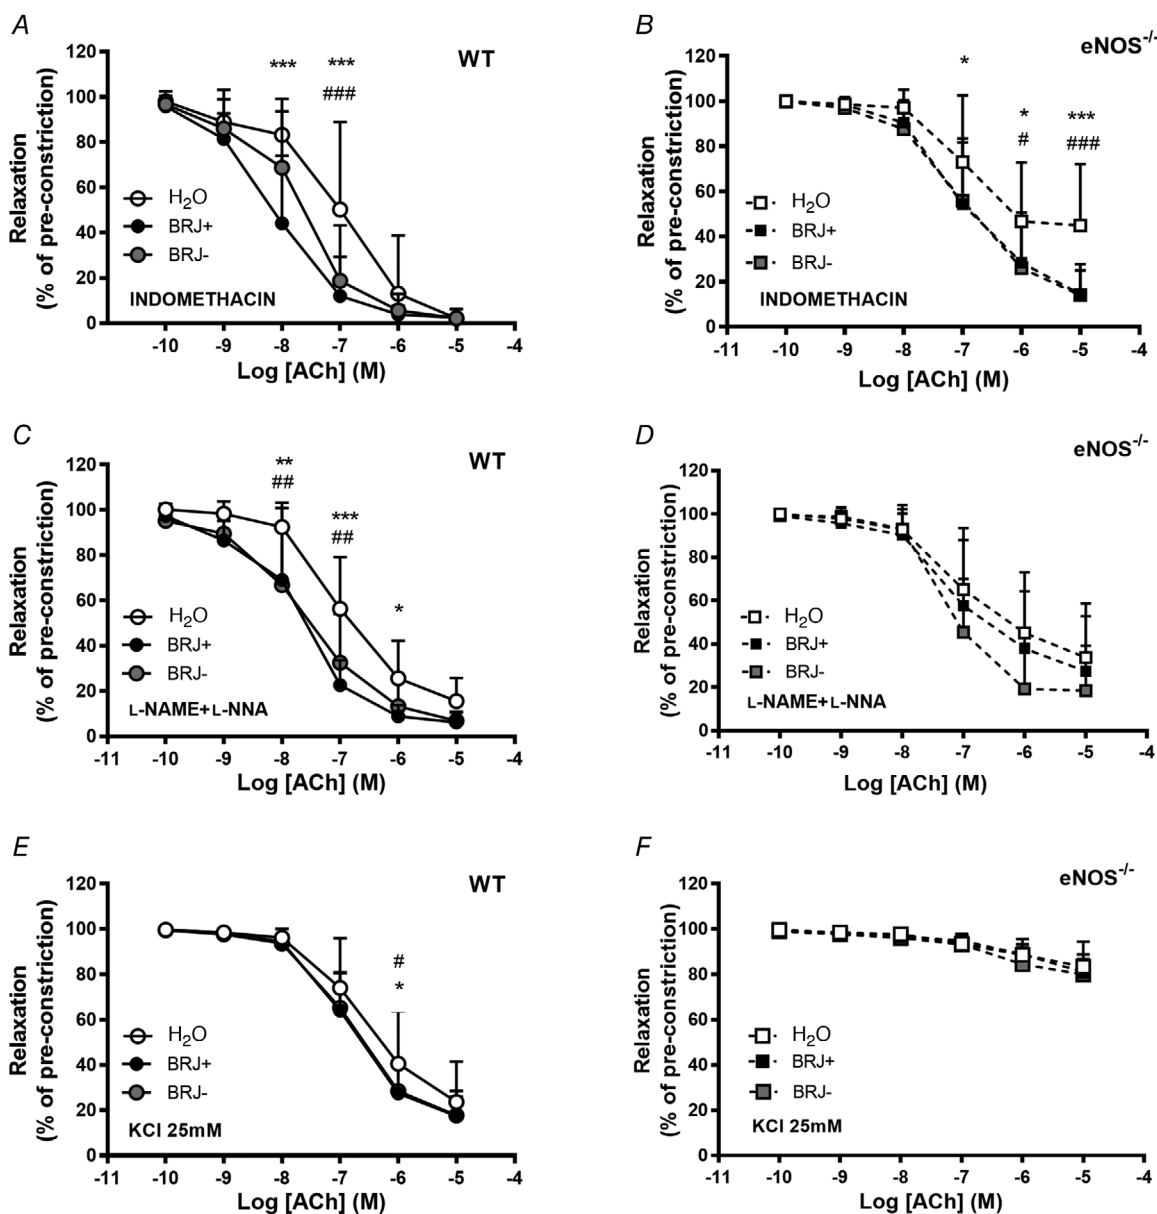 A
WT
***
***
###
120
100
80
60
40
20
0
Relaxation
(% of pre-constriction)
H₂O
BRJ+
BRJ-
INDOMETHACIN
-11 -10 -9 -8 -7 -6 -5 -4
Log [ACh] (M)
B
eNOS-/-
*
*
#
***
###
120
100
80
60
40
20
0
Relaxation
(% of pre-constriction)
H₂O
BRJ+
BRJ-
INDOMETHACIN
-11 -10 -9 -8 -7 -6 -5 -4
Log [ACh] (M)
C
WT
**
##
***
##
*
120
100
80
60
40
20
0
Relaxation
(% of pre-constriction)
H₂O
BRJ+
BRJ-
L-NAME+L-NNA
-11 -10 -9 -8 -7 -6 -5 -4
Log [ACh] (M)
D
eNOS-/-
120
100
80
60
40
20
0
Relaxation
(% of pre-constriction)
H₂O
BRJ+
BRJ-
L-NAME+L-NNA
-11 -10 -9 -8 -7 -6 -5 -4
Log [ACh] (M)
E
WT
#
*
120
100
80
60
40
20
0
Relaxation
(% of pre-constriction)
H₂O
BRJ+
BRJ-
KCl 25mM
-11 -10 -9 -8 -7 -6 -5 -4
Log [ACh] (M)
F
eNOS-/-
120
100
80
60
40
20
0
Relaxation
(% of pre-constriction)
H₂O
BRJ+
BRJ-
KCl 25mM
-11 -10 -9 -8 -7 -6 -5 -4
Log [ACh] (M)